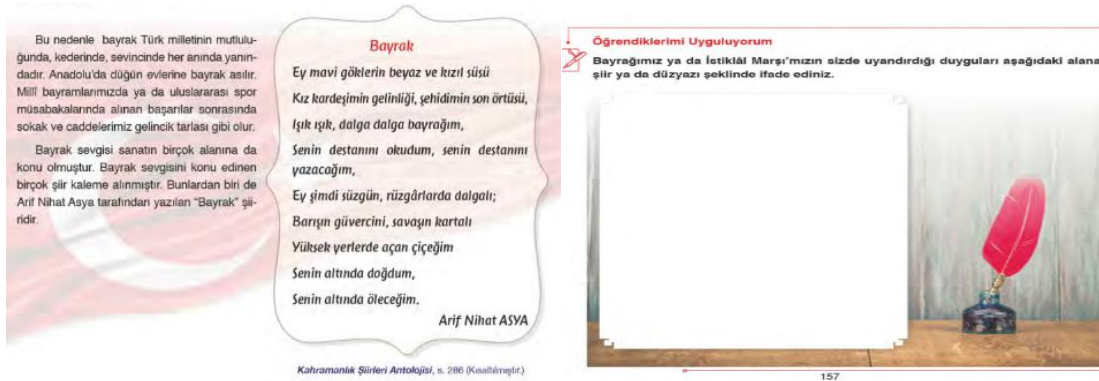 Bu nedenle bayrak Türk milletinin mutlulu-
ğunda, kederinde, sevincinde her anında yanın-
dadır. Anadolu'da düğün evlerine bayrak asılır.
Millî bayramlarımızda ya da uluslararası spor
müsabakalarında alınan başarılar sonrasında
sokak ve caddelerimiz gelincik tarlası gibi olur.
Bayrak sevgisi sanatın birçok alanına da
konu olmuştur. Bayrak sevgisini konu edinen
birçok şiir kaleme alınmıştır. Bunlardan biri de
Arif Nihat Asya tarafından yazılan "Bayrak" şii-
ridir.
Bayrak
Ey mavi göklerin beyaz ve kızıl süsü
Kız kardeşimin gelinliği, şehidimin son örtüsü,
Işık ışık, dalga dalga bayrağım,
Senin destanını okudum, senin destanını
yazacağım,
Ey şimdi süzgün, rüzgârlarda dalgalı;
Barışın güvercini, savaşın kartalı
Yüksek yerlerde açan çiçeğim
Senin altında doğdum,
Senin altında öleceğim.
Arif Nihat ASYA
Kahramanlık Şiirleri Antolojisi, s. 286 (Kısaltılmıştır.)
Öğrendiklerimi Uyguluyorum
Bayrağımız ya da İstiklâl Marşı'mızın sizde uyandırdığı duyguları aşağıdaki alana
şiir ya da düzyazı şeklinde ifade ediniz.
157